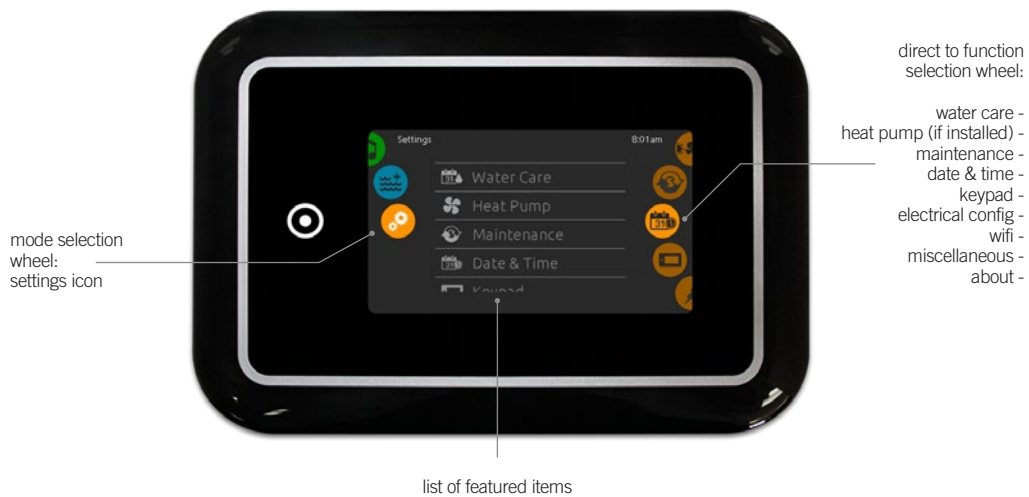 direct to function
selection wheel:
water care -
heat pump (if installed) -
maintenance -
date & time -
keypad -
electrical config -
wifi -
miscellaneous -
about -
Settings
8:01am
Water Care
Heat Pump
Maintenance
Date & Time
Keypad
mode selection
wheel:
settings icon
list of featured items